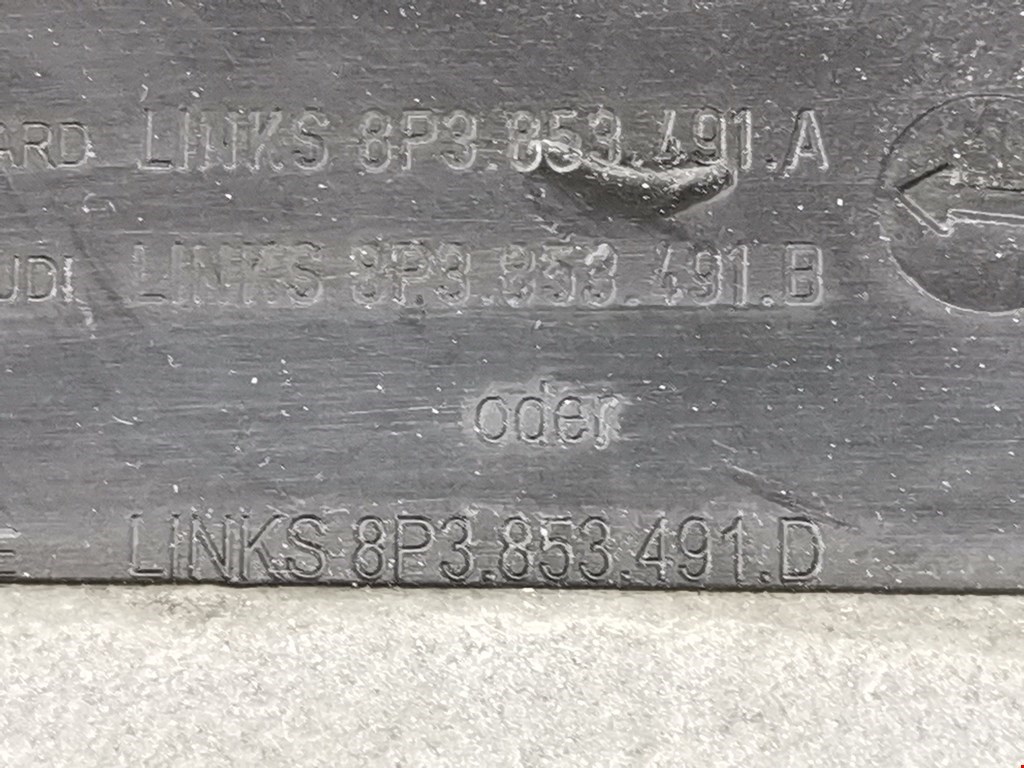 ARD LINKS 8P3.853.491.A
UDI LINKS 8P3.853.491.B
oder
E LINKS 8P3.853.491.D